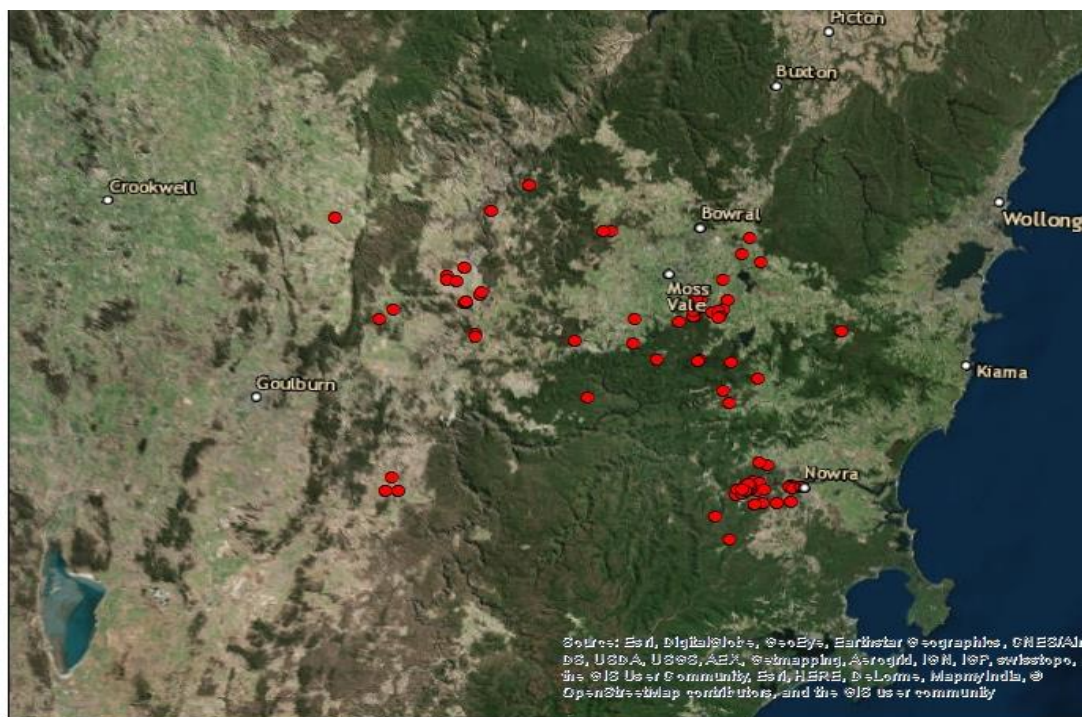 Picton
Buxton
Crookwell
Bowral
Wollong
Moss
Vale
Kiama
Goulburn
Nowra
Source: Esri, DigitalGlobe, GeoEye, Earthstar Geographics, CNES/Air
DS, USDA, USGS, AEX, Getmapping, Aerogrid, IGN, IGP, swisstopo,
the GIS User Community, Esri, HERE, DeLorme, MapmyIndia, ©
OpenStreetMap contributors, and the GIS user community